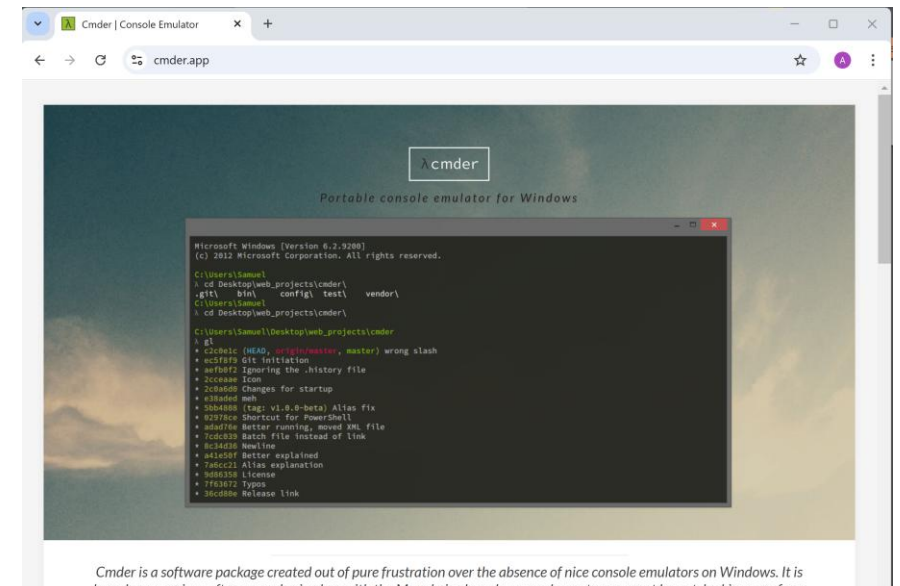 Cmder | Console Emulator
cmder.app
A
λcmder
Portable console emulator for Windows
Microsoft Windows [Version 6.2.9200]
(c) 2012 Microsoft Corporation. All rights reserved.
C:\Users\Samuel
λ cd Desktop\web_projects\cmder\
.git\ bin\ config\ test\ vendor\
C:\Users\Samuel
λ cd Desktop\web_projects\cmder\
C:\Users\Samuel\Desktop\web_projects\cmder
λ gl
* c2c0e1c (HEAD, origin/master, master) wrong slash
* ec5f8f9 Git initiation
* aefb0f2 Ignoring the .history file
* 2cceaae Icon
* 2c0a6d0 Changes for startup
* e38aded meh
* 5bb4808 (tag: v1.0.0-beta) Alias fix
* 02978ce Shortcut for PowerShell
* adad76e Better running, moved XML file
* 7cdc039 Batch file instead of link
* 8c34d36 Newline
* a41e50f Better explained
* 7a6cc21 Alias explanation
* 9d86358 License
* 7f63672 Typos
* 36cd80e Release link
Cmder is a software package created out of pure frustration over the absence of nice console emulators on Windows. It is